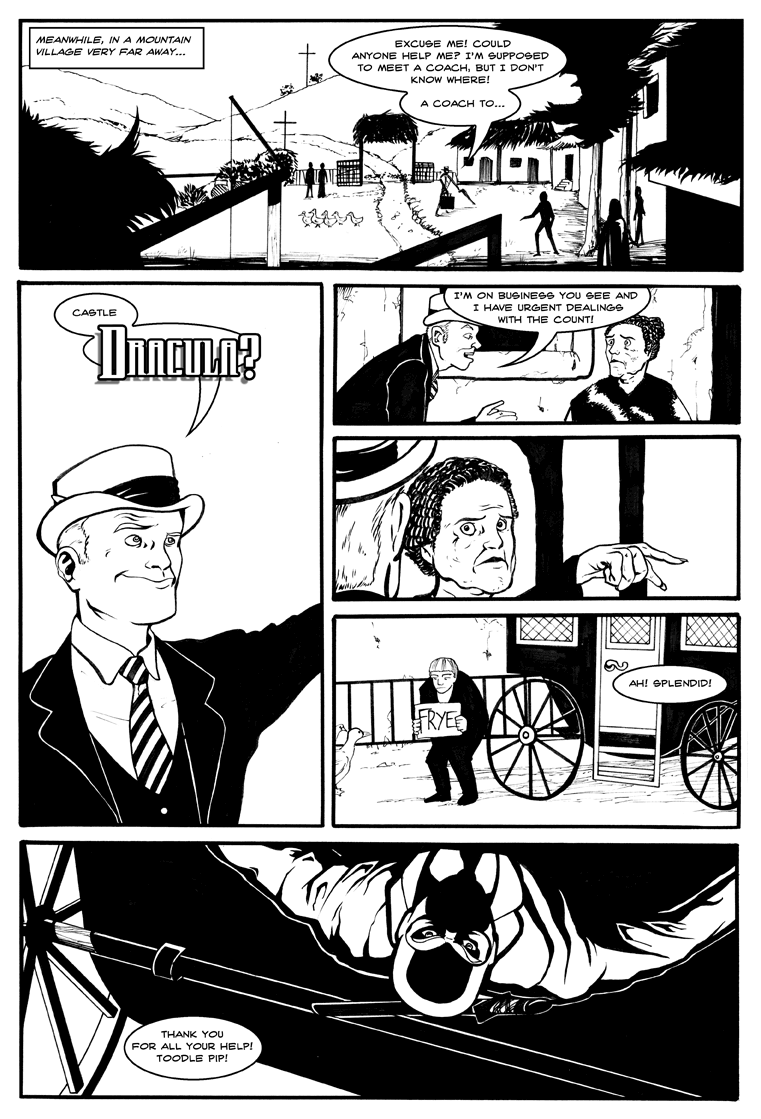 MEANWHILE, IN A MOUNTAIN
VILLAGE VERY FAR AWAY...
EXCUSE ME! COULD
ANYONE HELP ME? I'M SUPPOSED
TO MEET A COACH, BUT I DON'T
KNOW WHERE!
A COACH TO...
CASTLE
DRACULA?
I'M ON BUSINESS YOU SEE AND
I HAVE URGENT DEALINGS
WITH THE COUNT!
FRYE
AH! SPLENDID!
THANK YOU
FOR ALL YOUR HELP!
TOODLE PIP!